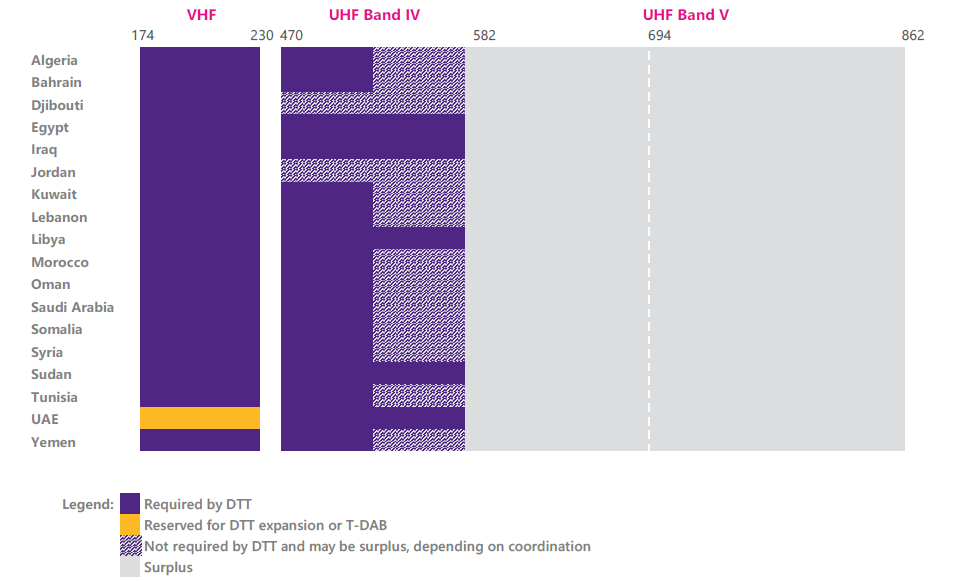 VHF UHF Band IV UHF Band V
174 230 470 582 694 862
Algeria
Bahrain
Djibouti
Egypt
Iraq
Jordan
Kuwait
Lebanon
Libya
Morocco
Oman
Saudi Arabia
Somalia
Syria
Sudan
Tunisia
UAE
Yemen
Legend: Required by DTT
Reserved for DTT expansion or T-DAB
Not required by DTT and may be surplus, depending on coordination
Surplus